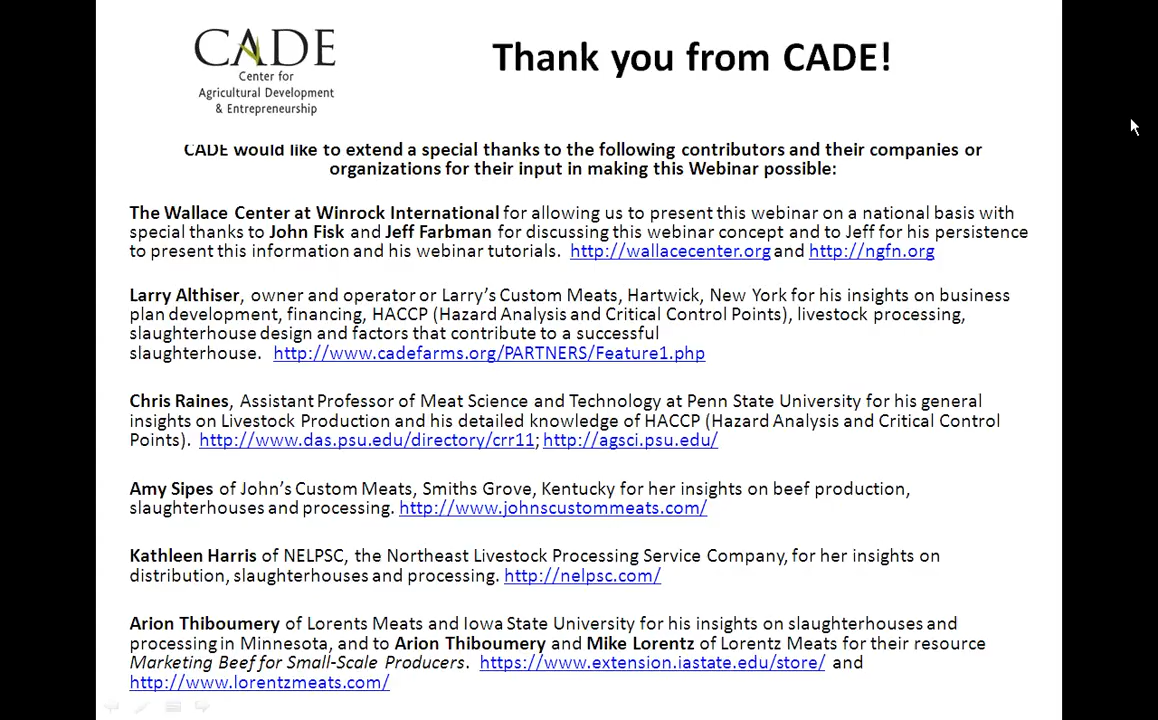 CADE
Center for
Agricultural Development
& Entrepreneurship
Thank you from CADE!
CADE would like to extend a special thanks to the following contributors and their companies or
organizations for their input in making this Webinar possible:
The Wallace Center at Winrock International for allowing us to present this webinar on a national basis with
special thanks to John Fisk and Jeff Farbman for discussing this webinar concept and to Jeff for his persistence
to present this information and his webinar tutorials. http://wallacecenter.org and http://ngfn.org
Larry Althiser, owner and operator or Larry's Custom Meats, Hartwick, New York for his insights on business
plan development, financing, HACCP (Hazard Analysis and Critical Control Points), livestock processing,
slaughterhouse design and factors that contribute to a successful
slaughterhouse. http://www.cadefarms.org/PARTNERS/Feature1.php
Chris Raines, Assistant Professor of Meat Science and Technology at Penn State University for his general
insights on Livestock Production and his detailed knowledge of HACCP (Hazard Analysis and Critical Control
Points). http://www.das.psu.edu/directory/crr11; http://agsci.psu.edu/
Amy Sipes of John's Custom Meats, Smiths Grove, Kentucky for her insights on beef production,
slaughterhouses and processing. http://www.johnscustommeats.com/
Kathleen Harris of NELPSC, the Northeast Livestock Processing Service Company, for her insights on
distribution, slaughterhouses and processing. http://nelpsc.com/
Arion Thiboumery of Lorents Meats and Iowa State University for his insights on slaughterhouses and
processing in Minnesota, and to Arion Thiboumery and Mike Lorentz of Lorentz Meats for their resource
Marketing Beef for Small-Scale Producers. https://www.extension.iastate.edu/store/ and
http://www.lorentzmeats.com/